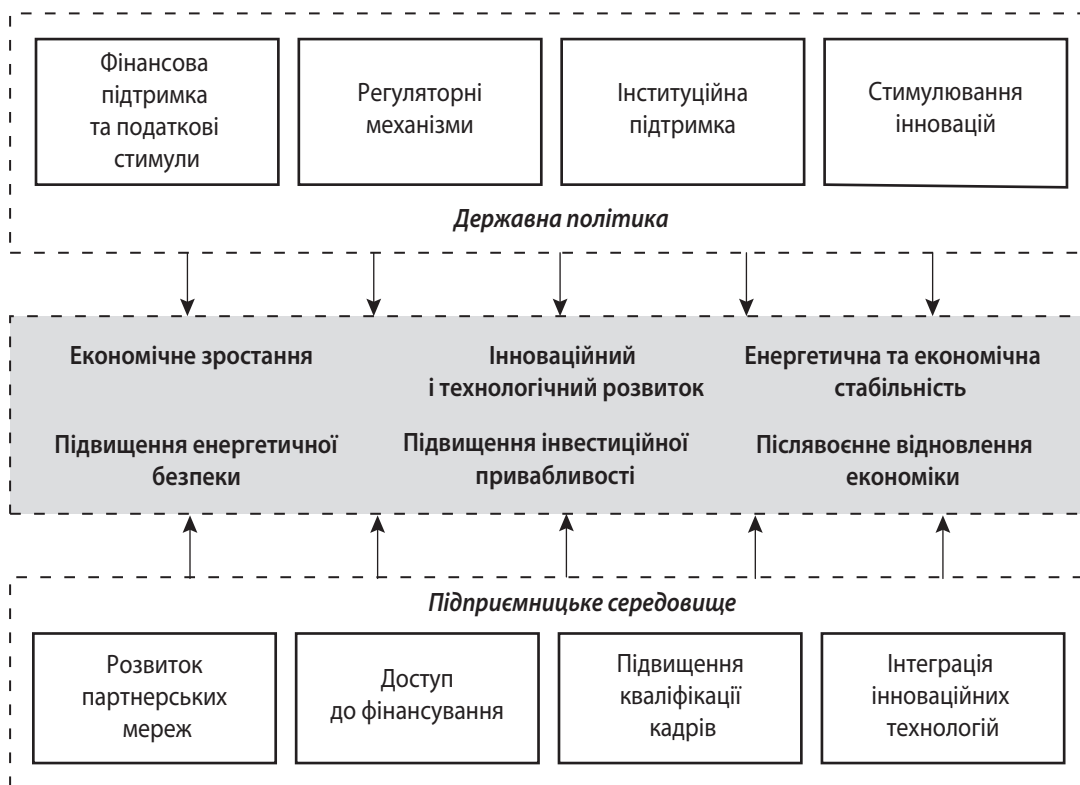 Фінансова
підтримка
та податкові
стимули
Регуляторні
механізми
Інституційна
підтримка
Стимулювання
інновацій
Державна політика
Економічне зростання
Інноваційний
і технологічний розвиток
Енергетична та економічна
стабільність
Підвищення енергетичної
безпеки
Підвищення інвестиційної
привабливості
Післявоєнне відновлення
економіки
Підприємницьке середовище
Розвиток
партнерських
мереж
Доступ
до фінансування
Підвищення
кваліфікації
кадрів
Інтеграція
інноваційних
технологій